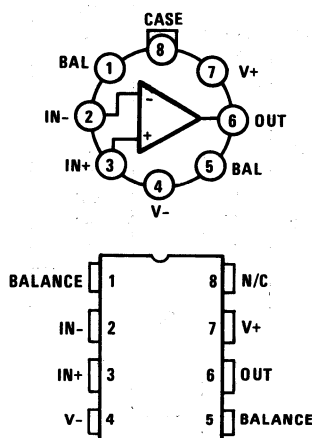 CASE
8
BAL 1 7 V+
- 
IN- 2 6 OUT
+
IN+ 3 5 BAL
4
V-
BALANCE 1 8 N/C
IN- 2 7 V+
IN+ 3 6 OUT
V- 4 5 BALANCE